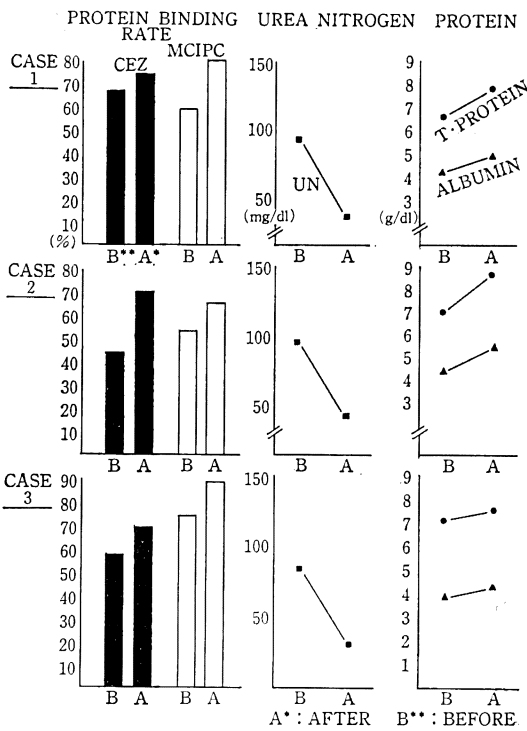 PROTEIN BINDING RATE UREA NITROGEN PROTEIN
CASE 1
80
70
60
50
40
30
20
10
(%)
CEZ MCIPC
B** A* B A
150
100
50
(mg/dl)
UN
B A
9
8
7
6
5
4
3
(g/dl)
T·PROTEIN
ALBUMIN
B A
CASE 2
80
70
60
50
40
30
20
10
B A B A
150
100
50
B A
9
8
7
6
5
4
3
B A
CASE 3
90
80
70
60
50
40
30
20
10
B A B A
150
100
50
B A
9
8
7
6
5
4
3
2
1
B A
A* : AFTER B** : BEFORE